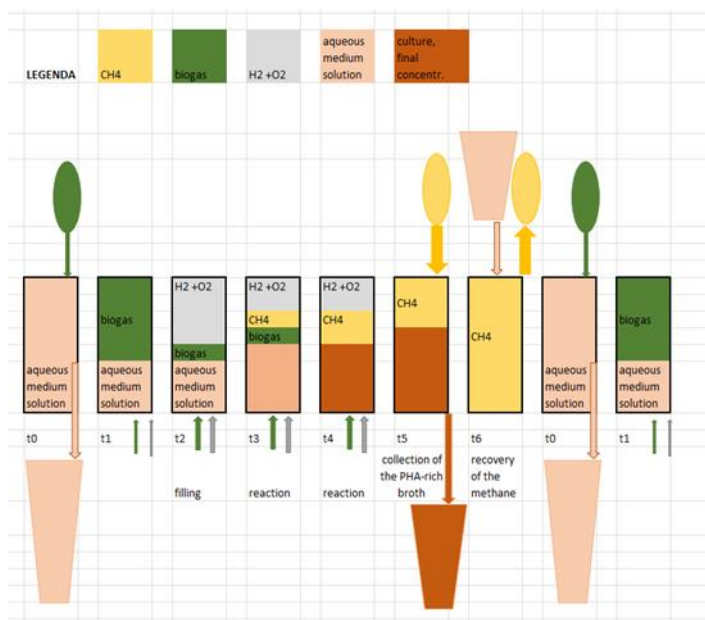 LEGENDA
CH4
biogas
H2 +O2
aqueous
medium
solution
culture,
final
concentr.
aqueous
medium
solution
biogas
aqueous
medium
solution
H2 +O2
biogas
aqueous
medium
solution
H2 +O2
CH4
biogas
H2 +O2
CH4
CH4
CH4
aqueous
medium
solution
biogas
aqueous
medium
solution
t0
t1
t2
t3
t4
t5
t6
t0
t1
filling
reaction
reaction
collection of
the PHA-rich
broth
recovery
of the
methane